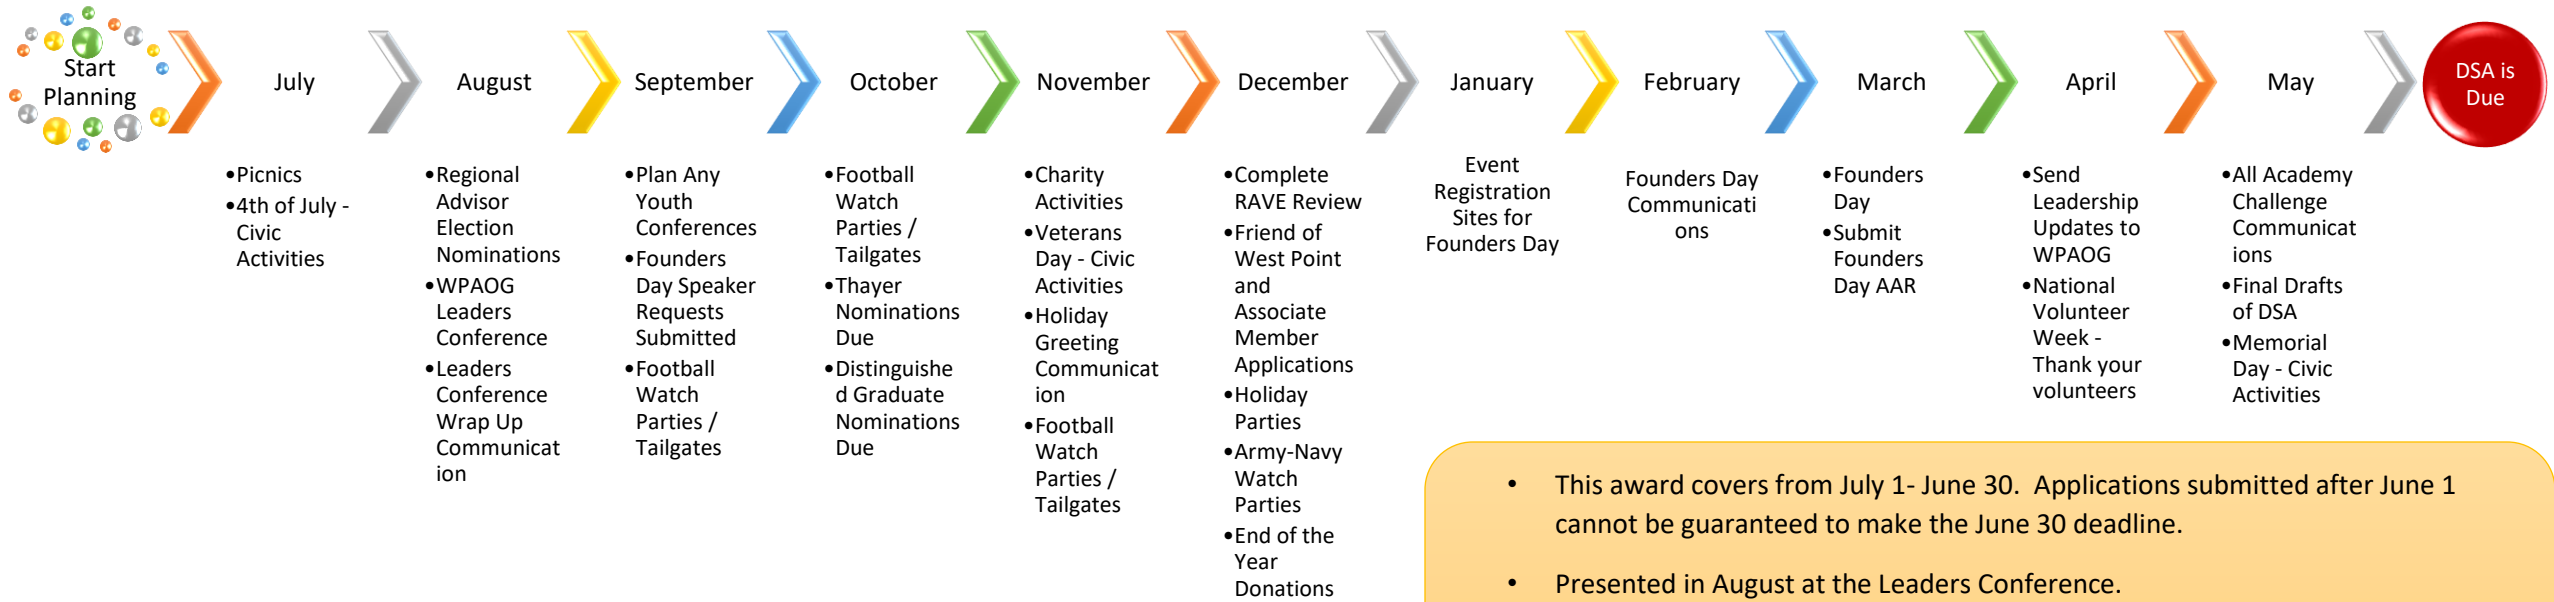 Start
Planning
July
August
September
October
November
December
January
February
March
April
May
DSA is
Due
•Picnics
•4th of July -
Civic
Activities
•Regional
Advisor
Election
Nominations
•WPAOG
Leaders
Conference
•Leaders
Conference
Wrap Up
Communicat
ion
•Plan Any
Youth
Conferences
•Founders
Day Speaker
Requests
Submitted
•Football
Watch
Parties /
Tailgates
•Football
Watch
Parties /
Tailgates
•Thayer
Nominations
Due
•Distinguishe
d Graduate
Nominations
Due
•Charity
Activities
•Veterans
Day - Civic
Activities
•Holiday
Greeting
Communicat
ion
•Football
Watch
Parties /
Tailgates
•Complete
RAVE Review
•Friend of
West Point
and
Associate
Member
Applications
•Holiday
Parties
•Army-Navy
Watch
Parties
•End of the
Year
Donations
Event
Registration
Sites for
Founders Day
Founders Day
Communicati
ons
•Founders
Day
•Submit
Founders
Day AAR
•Send
Leadership
Updates to
WPAOG
•National
Volunteer
Week -
Thank your
volunteers
•All Academy
Challenge
Communicat
ions
•Final Drafts
of DSA
•Memorial
Day - Civic
Activities
• This award covers from July 1- June 30.  Applications submitted after June 1
cannot be guaranteed to make the June 30 deadline.
• Presented in August at the Leaders Conference.